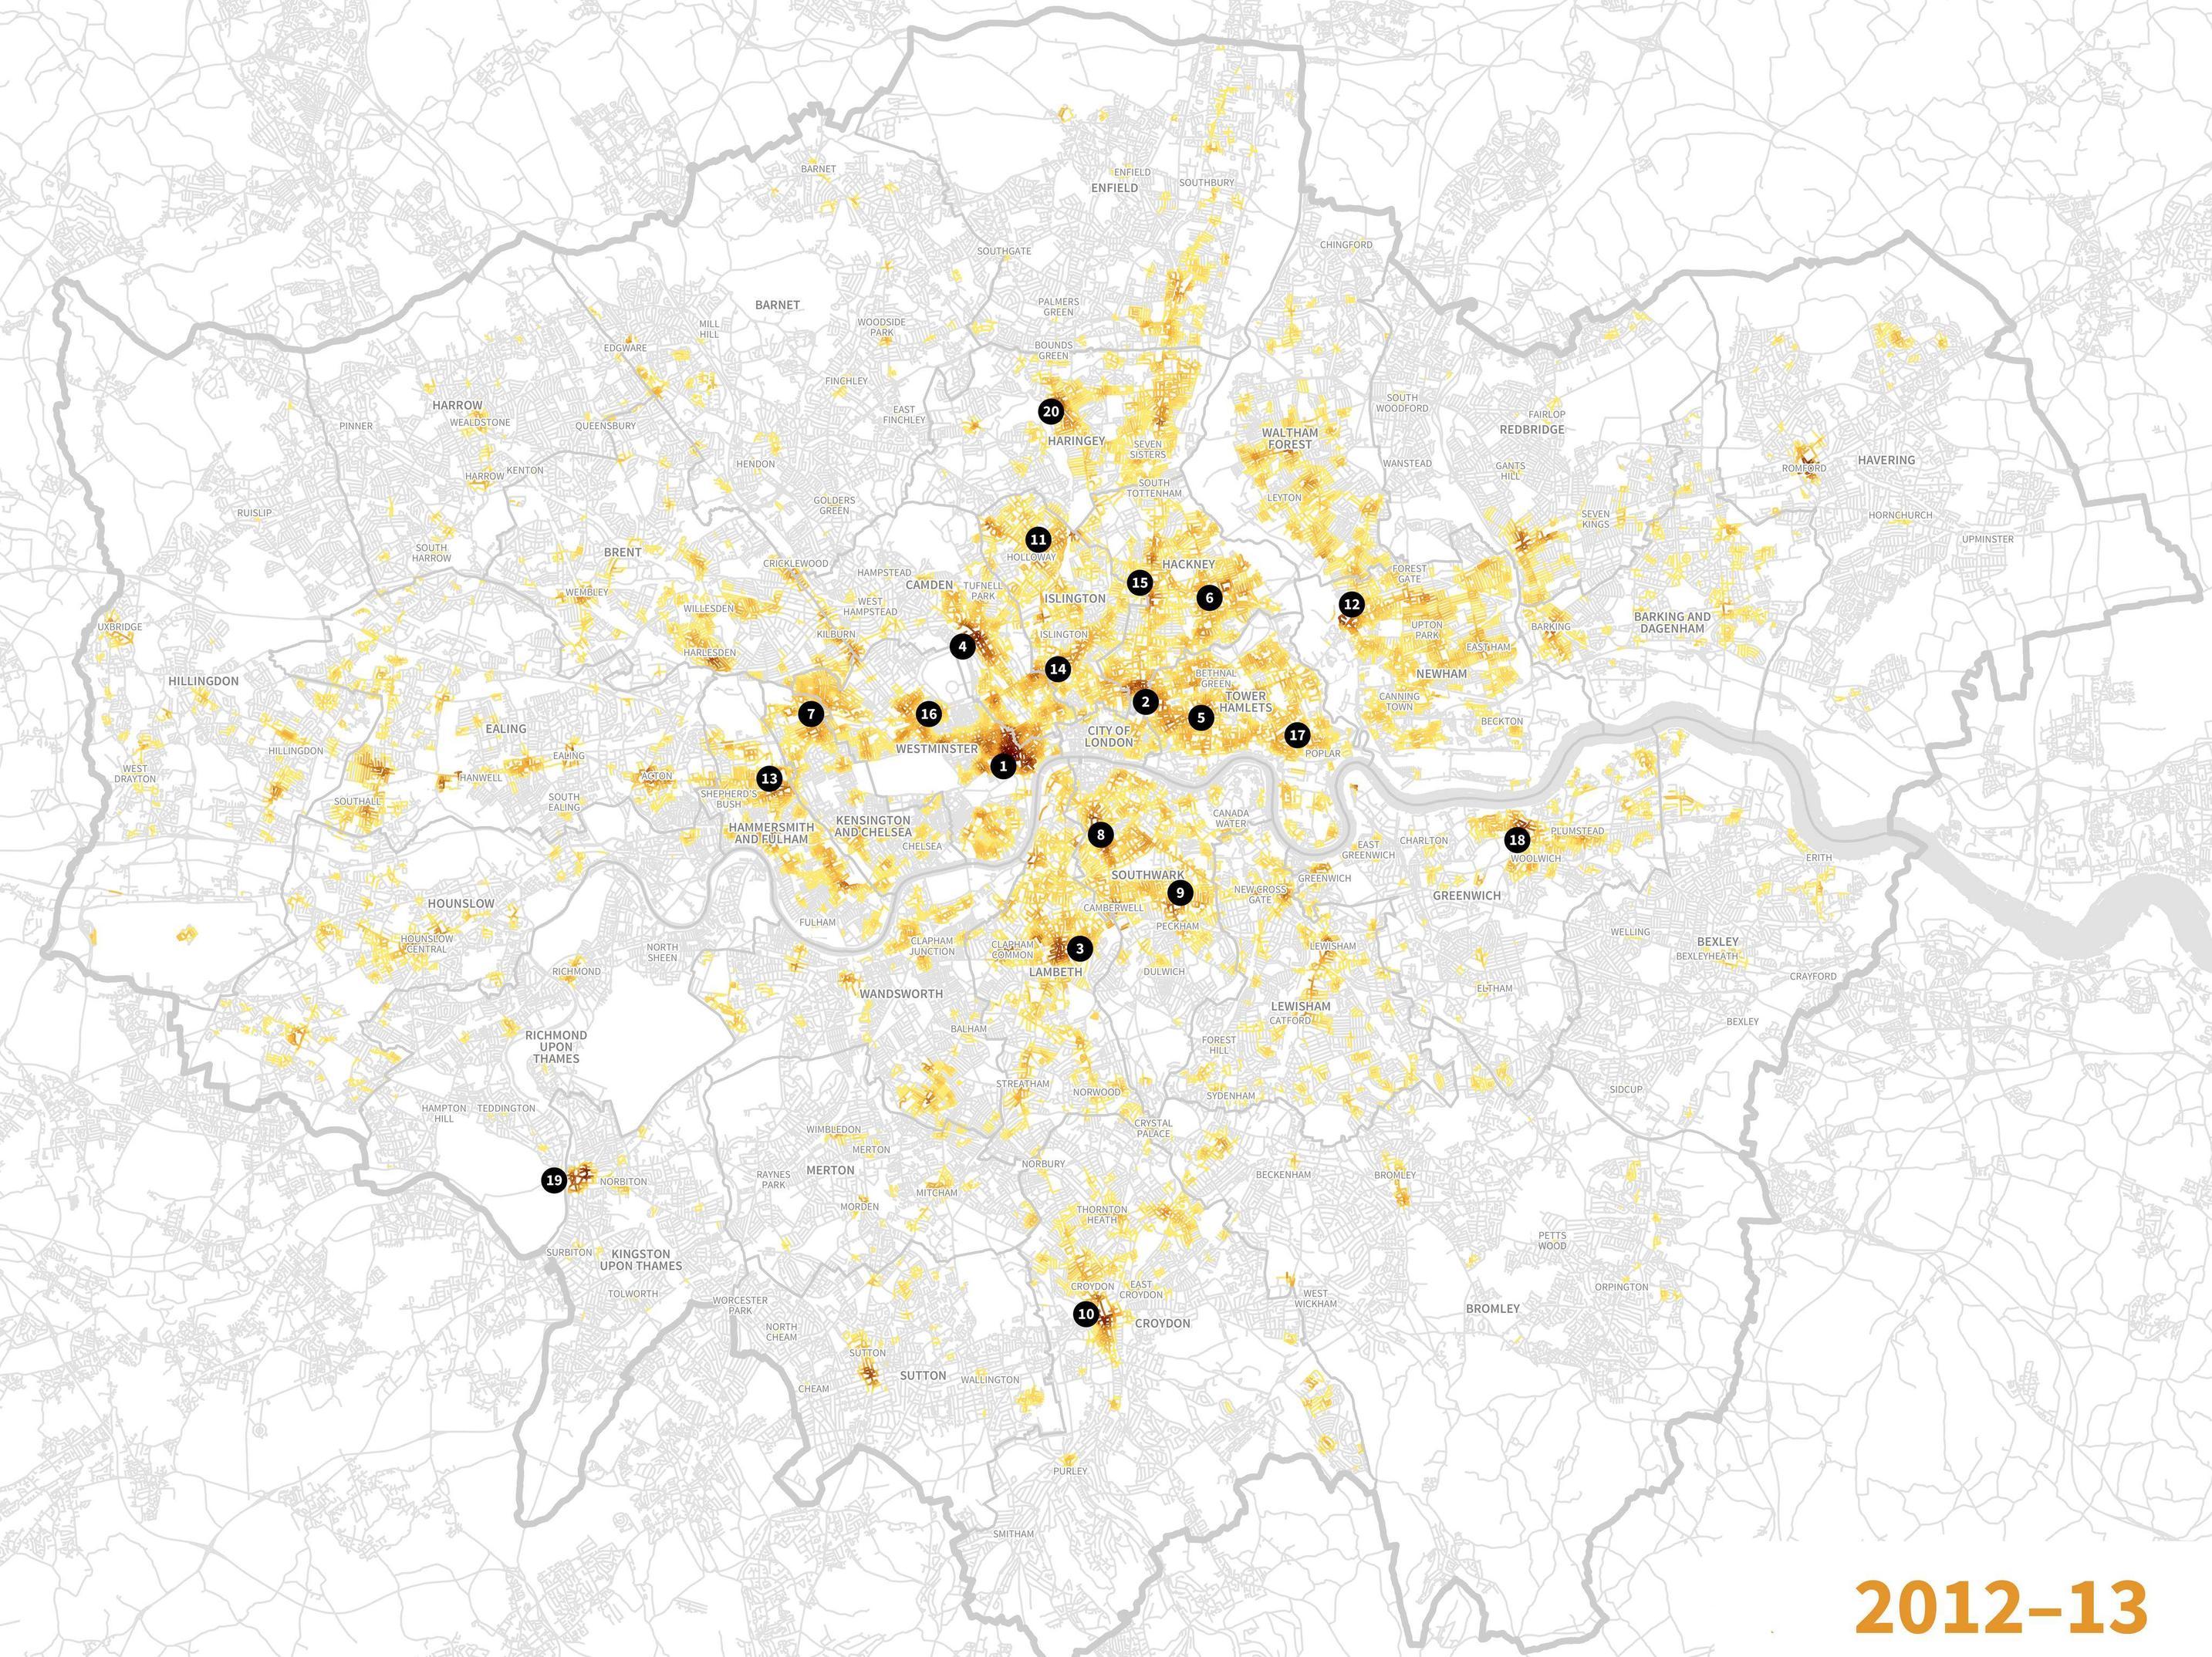 BARNET
ENFIELD
ENFIELD
SOUTHBURY
CHINGFORD
SOUTHGATE
BARNET
PALMERS
GREEN
MILL
HILL
WOODSIDE
PARK
EDGWARE
BOUNDS
GREEN
FINCHLEY
HARROW
WEALDSTONE
PINNER
QUEENSBURY
EAST
FINCHLEY
20
HARINGEY
SEVEN
SISTERS
WALTHAM
FOREST
SOUTH
WOODFORD
FAIRLOP
REDBRIDGE
HAVERING
ROMFORD
HENDON
WANSTEAD
GANTS
HILL
HARROW
KENTON
SOUTH
TOTTENHAM
LEYTON
GOLDERS
GREEN
RUISLIP
SEVEN
KINGS
HORNCHURCH
UPMINSTER
11
HOLLOWAY
SOUTH
HARROW
BRENT
CRICKLEWOOD
HAMPSTEAD
CAMDEN
TUFNELL
PARK
HACKNEY
15
6
FOREST
GATE
12
WEMBLEY
WILLESDEN
WEST
HAMPSTEAD
ISLINGTON
UXBRIDGE
KILBURN
ISLINGTON
UPTON
PARK
BARKING
BARKING AND
DAGENHAM
HARLESDEN
4
14
EAST HAM
HILLINGDON
BETHNAL
GREEN
NEWHAM
7
16
2
5
TOWER
HAMLETS
CANNING
TOWN
BECKTON
EALING
CITY OF
LONDON
17
POPLAR
HILLINGDON
EALING
WESTMINSTER
1
WEST
DRAYTON
HANWELL
ACTON
13
SHEPHERD'S
BUSH
SOUTHALL
SOUTH
EALING
HAMMERSMITH
AND FULHAM
KENSINGTON
AND CHELSEA
CHELSEA
8
CANADA
WATER
EAST
GREENWICH
CHARLTON
18
PLUMSTEAD
WOOLWICH
ERITH
SOUTHWARK
9
GREENWICH
NEW CROSS
GATE
GREENWICH
HOUNSLOW
FULHAM
CAMBERWELL
PECKHAM
HOUNSLOW
CENTRAL
NORTH
SHEEN
CLAPHAM
JUNCTION
CLAPHAM
COMMON
3
LEWISHAM
WELLING
BEXLEY
BEXLEYHEATH
RICHMOND
LAMBETH
DULWICH
CRAYFORD
WANDSWORTH
ELTHAM
LEWISHAM
CATFORD
RICHMOND
UPON
THAMES
BALHAM
FOREST
HILL
BEXLEY
STREATHAM
NORWOOD
SYDENHAM
SIDCUP
HAMPTON
HILL
TEDDINGTON
WIMBLEDON
MERTON
CRYSTAL
PALACE
19
NORBITON
RAYNES
PARK
MERTON
NORBURY
BECKENHAM
BROMLEY
MITCHAM
MORDEN
THORNTON
HEATH
SURBITON
KINGSTON
UPON THAMES
PETTS
WOOD
TOLWORTH
WORCESTER
PARK
CROYDON
EAST
CROYDON
WEST
WICKHAM
ORPINGTON
10
CROYDON
BROMLEY
NORTH
CHEAM
SUTTON
SUTTON
WALLINGTON
CHEAM
PURLEY
SMITHAM
2012–13